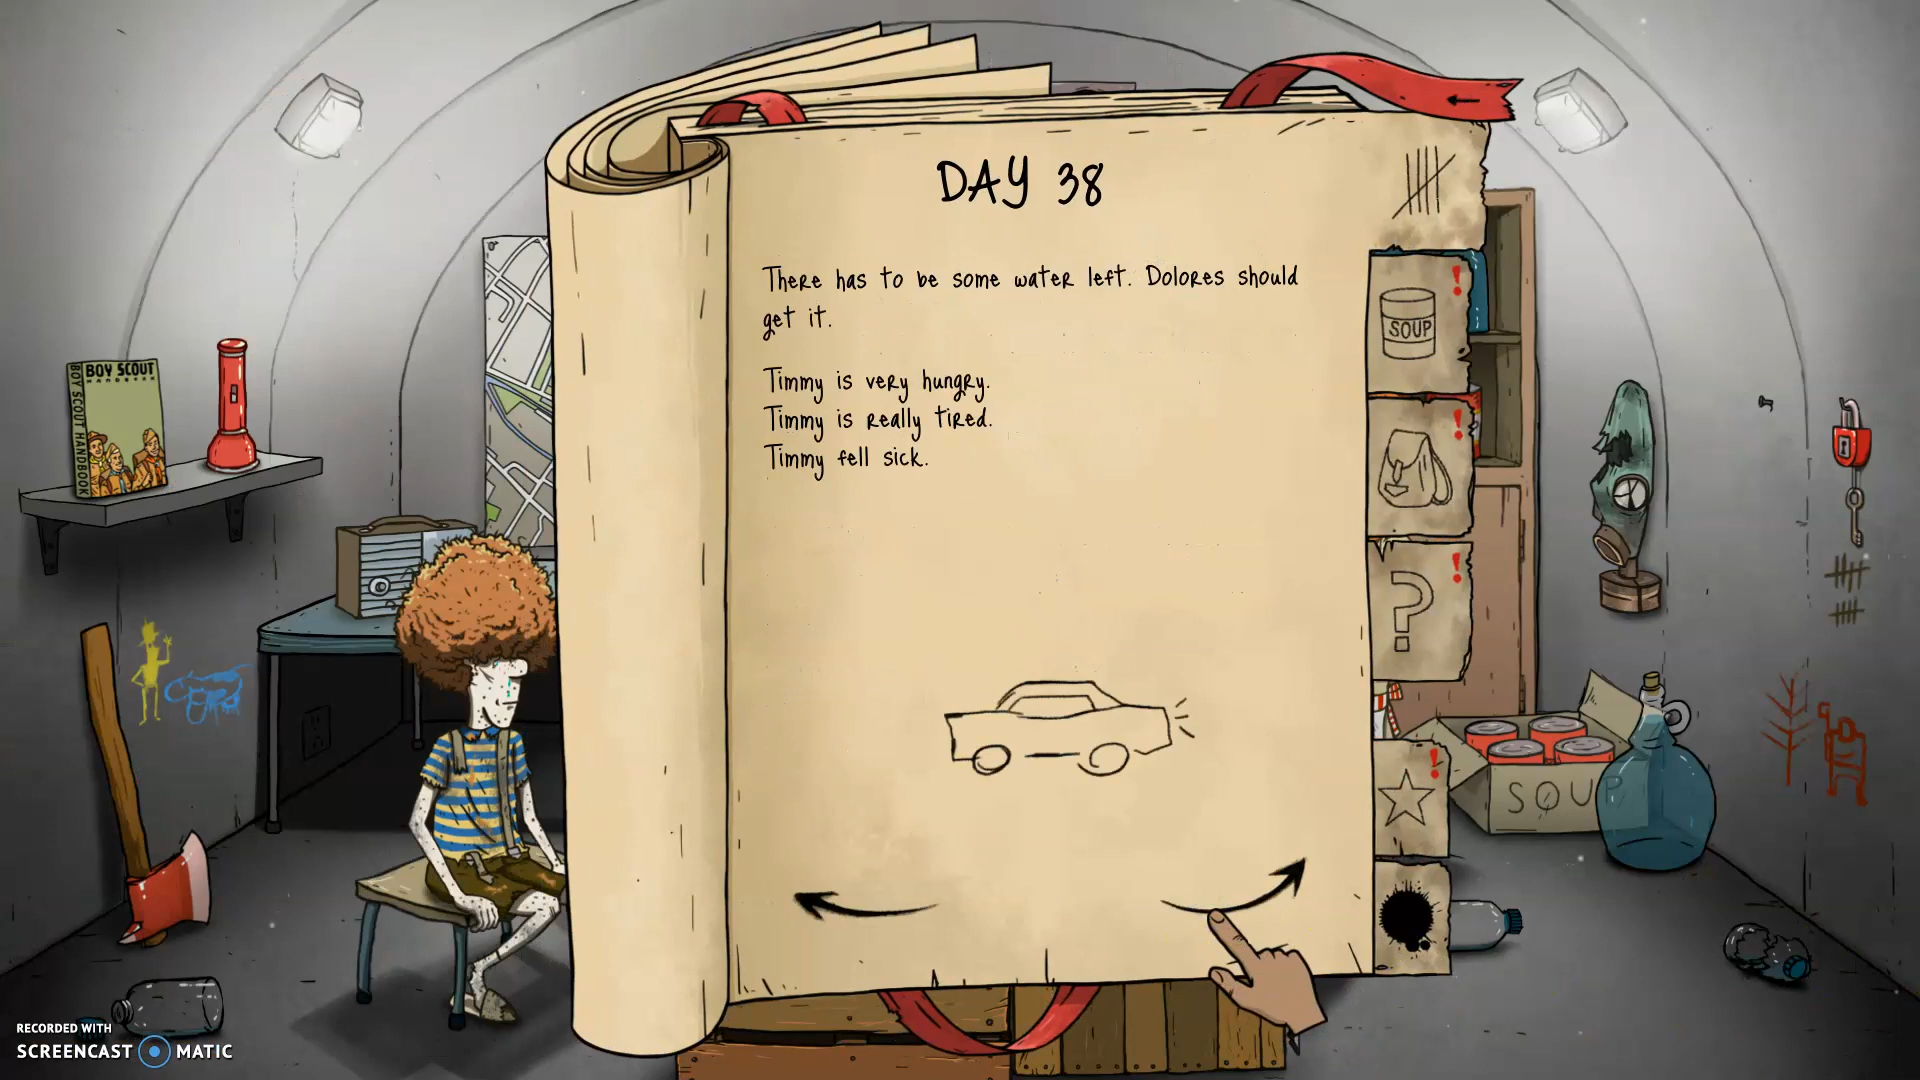 DAY 38
There has to be some water left. Dolores should
get it.
Timmy is very hungry.
Timmy is really tired.
Timmy fell sick.
SOUP
BOY SCOUT
HANDBOOK
BOY SCOUT HANDBOOK
SOUP
RECORDED WITH
SCREENCAST MATIC